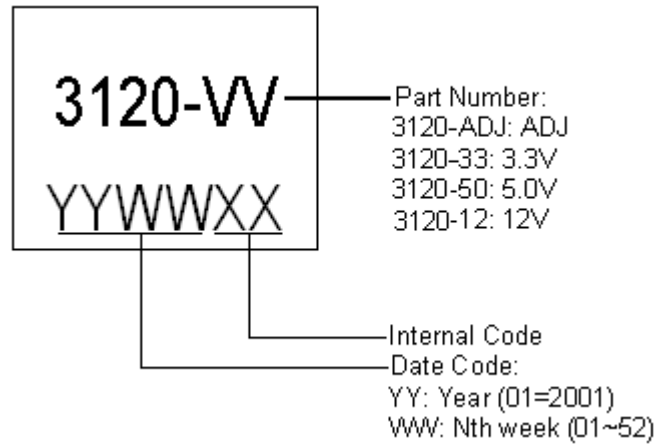 3120-VV
Part Number:
3120-ADJ: ADJ
3120-33: 3.3V
3120-50: 5.0V
3120-12: 12V
YYWWXX
Internal Code
Date Code:
YY: Year (01=2001)
WW: Nth week (01~52)